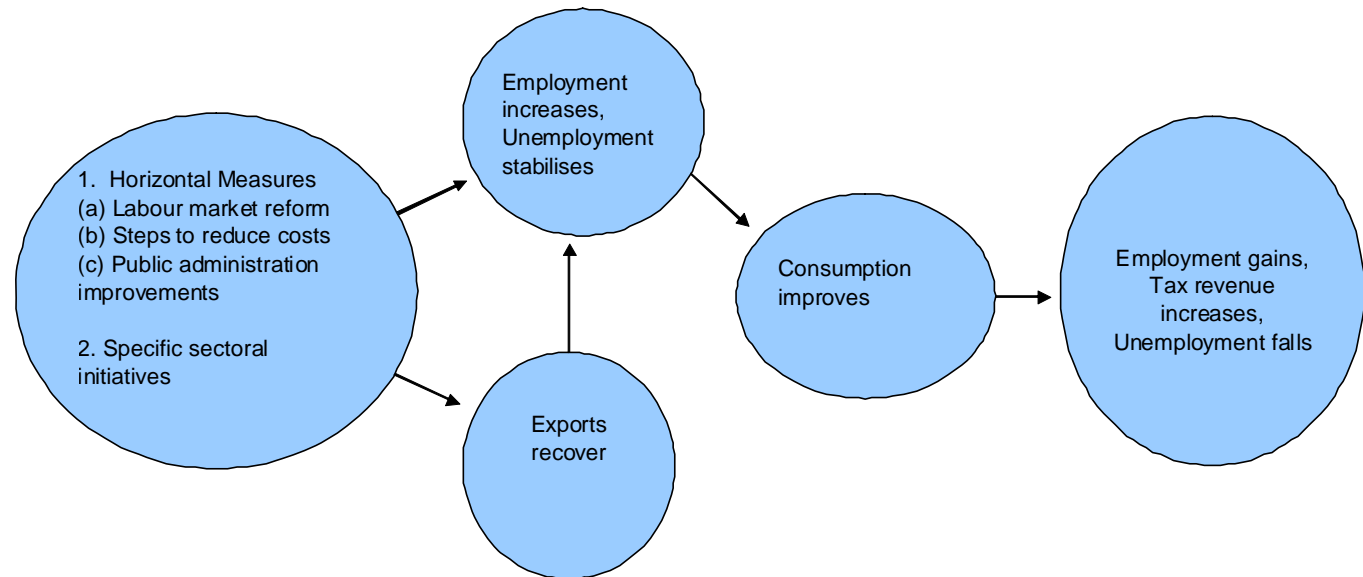 1. Horizontal Measures
(a) Labour market reform
(b) Steps to reduce costs
(c) Public administration
improvements
2. Specific sectoral
initiatives
Employment
increases,
Unemployment
stabilises
Exports
recover
Consumption
improves
Employment gains,
Tax revenue
increases,
Unemployment falls